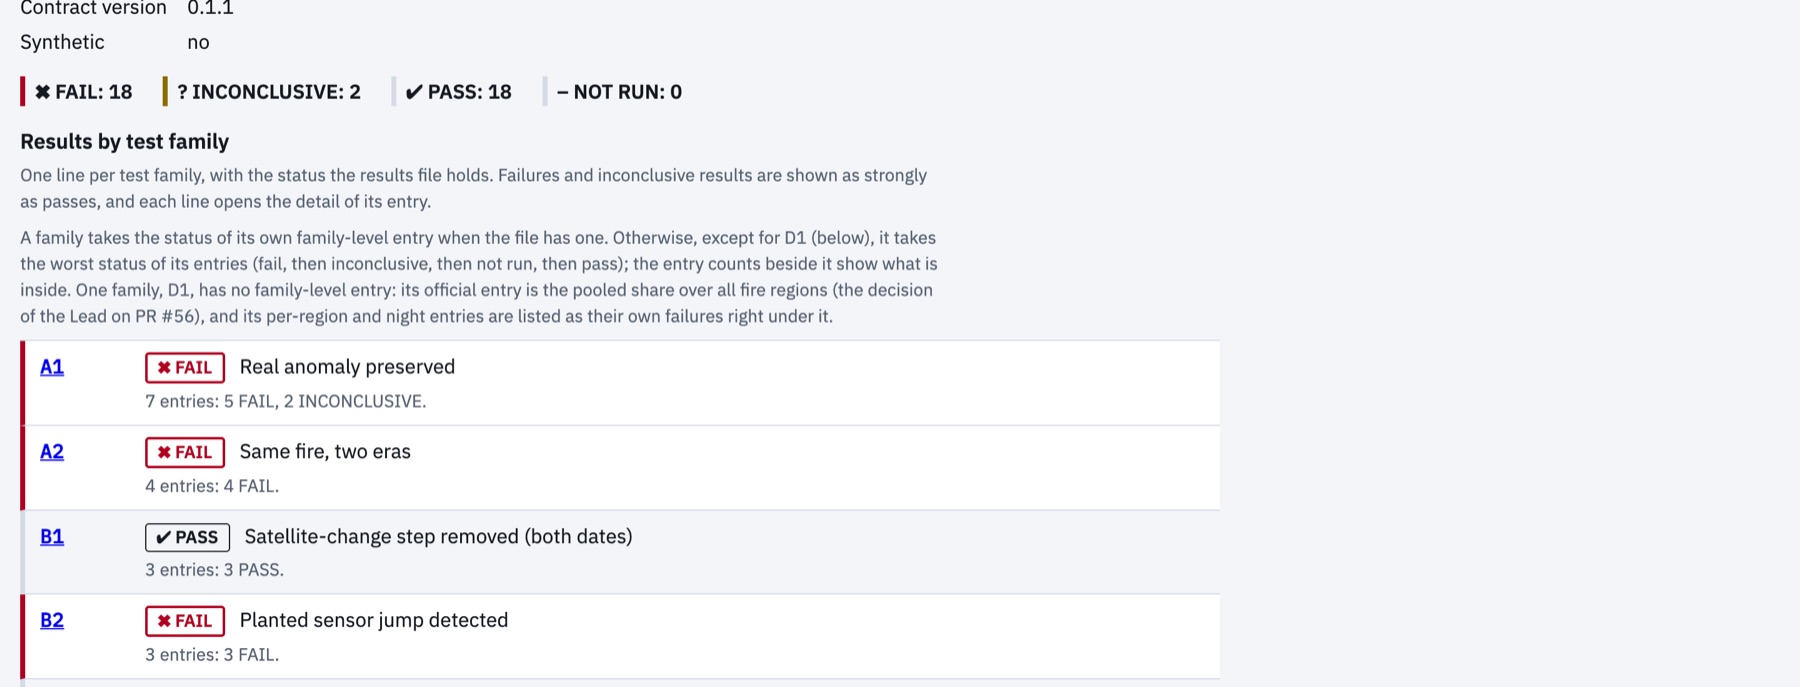 Contract version 0.1.1
Synthetic no
✖ FAIL: 18 ? INCONCLUSIVE: 2 ✔ PASS: 18 – NOT RUN: 0
Results by test family
One line per test family, with the status the results file holds. Failures and inconclusive results are shown as strongly
as passes, and each line opens the detail of its entry.
A family takes the status of its own family-level entry when the file has one. Otherwise, except for D1 (below), it takes
the worst status of its entries (fail, then inconclusive, then not run, then pass); the entry counts beside it show what is
inside. One family, D1, has no family-level entry: its official entry is the pooled share over all fire regions (the decision
of the Lead on PR #56), and its per-region and night entries are listed as their own failures right under it.
A1 ✖ FAIL Real anomaly preserved
7 entries: 5 FAIL, 2 INCONCLUSIVE.
A2 ✖ FAIL Same fire, two eras
4 entries: 4 FAIL.
B1 ✔ PASS Satellite-change step removed (both dates)
3 entries: 3 PASS.
B2 ✖ FAIL Planted sensor jump detected
3 entries: 3 FAIL.